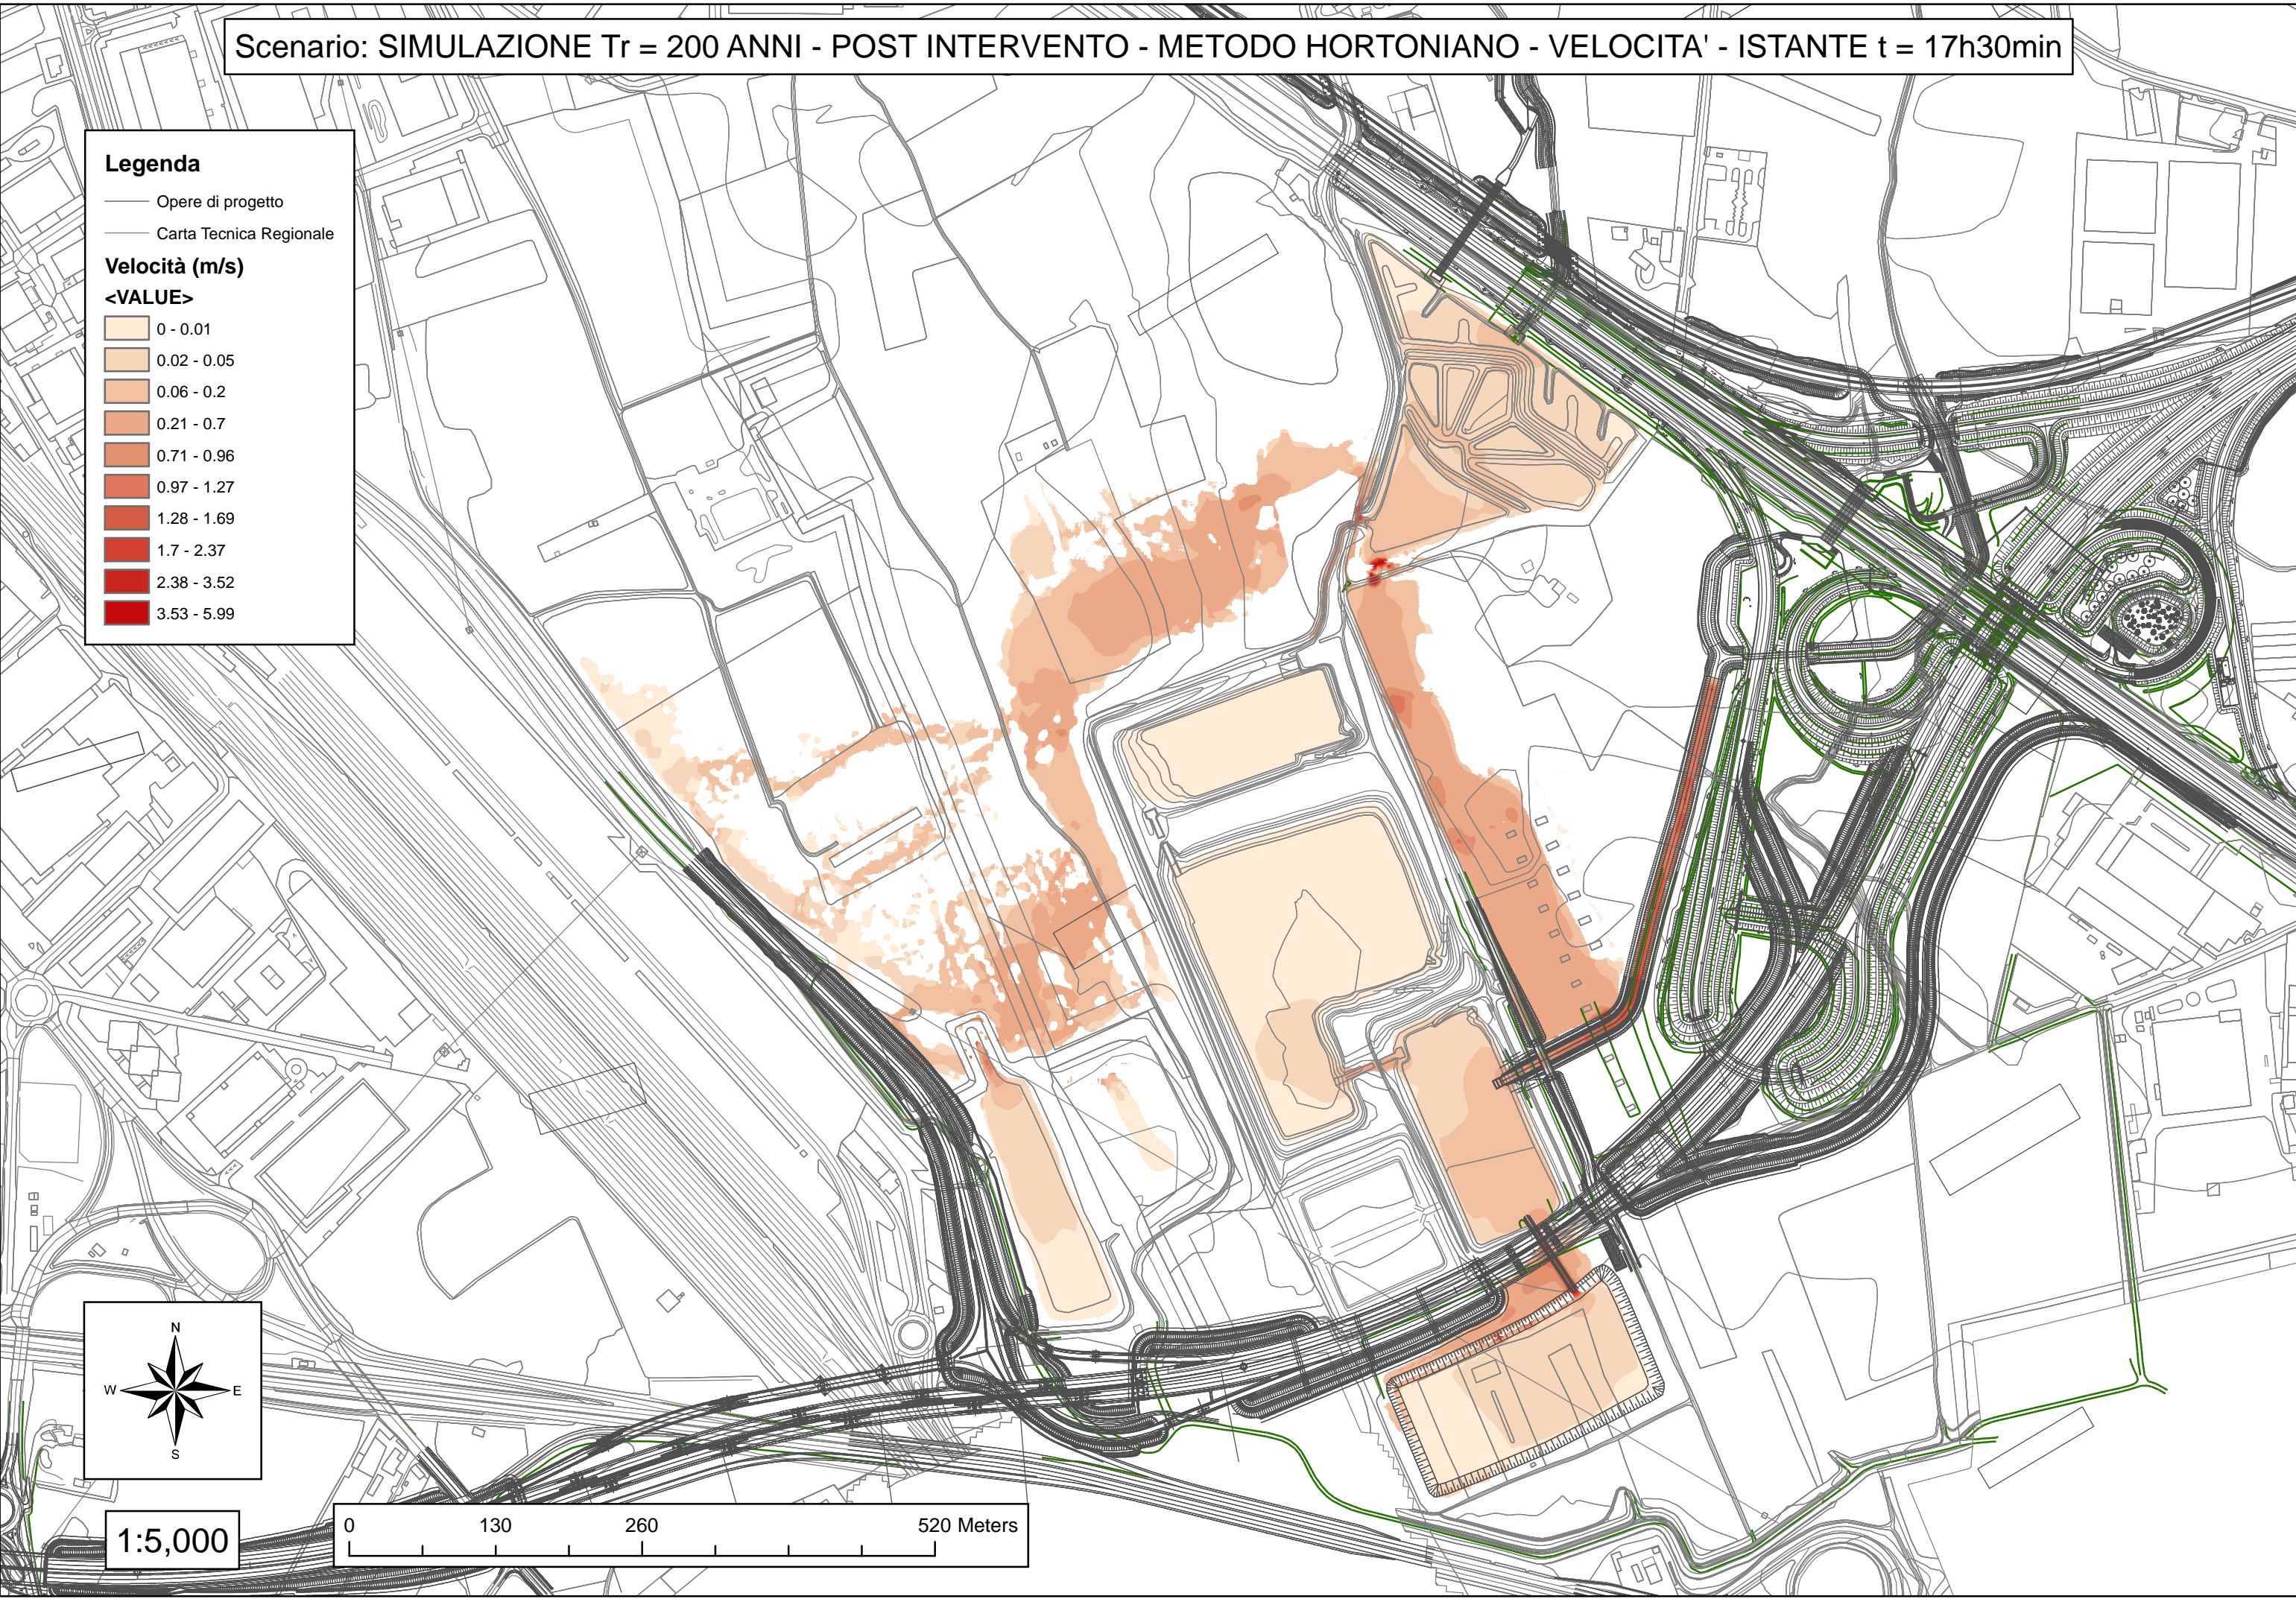 Scenario: SIMULAZIONE Tr = 200 ANNI - POST INTERVENTO - METODO HORTONIANO - VELOCITA' - ISTANTE t = 17h30min
Legenda
Opere di progetto
Carta Tecnica Regionale
Velocità (m/s)
<VALUE>
0 - 0.01
0.02 - 0.05
0.06 - 0.2
0.21 - 0.7
0.71 - 0.96
0.97 - 1.27
1.28 - 1.69
1.7 - 2.37
2.38 - 3.52
3.53 - 5.99
N
W E
S
1:5,000
0 130 260 520 Meters